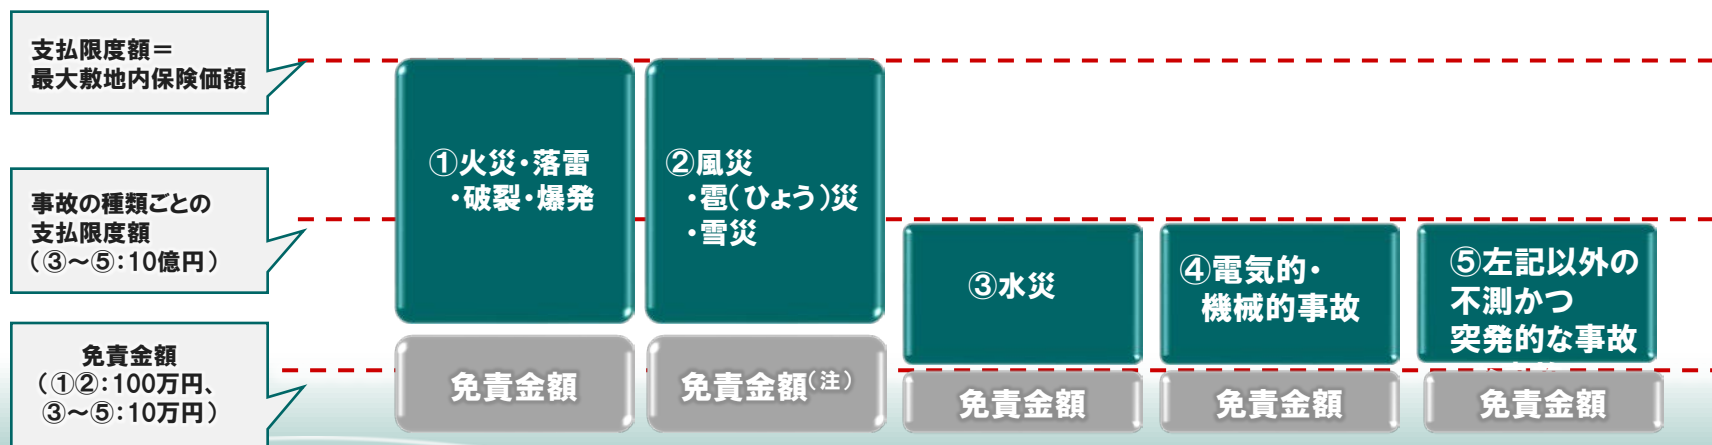 支払限度額＝
最大敷地内保険価額
事故の種類ごとの
支払限度額
（③～⑤：10億円）
免責金額
（①②：100万円、
③～⑤：10万円）
①火災・落雷
・破裂・爆発
②風災
・雹（ひょう）災
・雪災
③水災
④電気的・
機械的事故
⑤左記以外の
不測かつ
突発的な事故
免責金額
免責金額（注）
免責金額
免責金額
免責金額